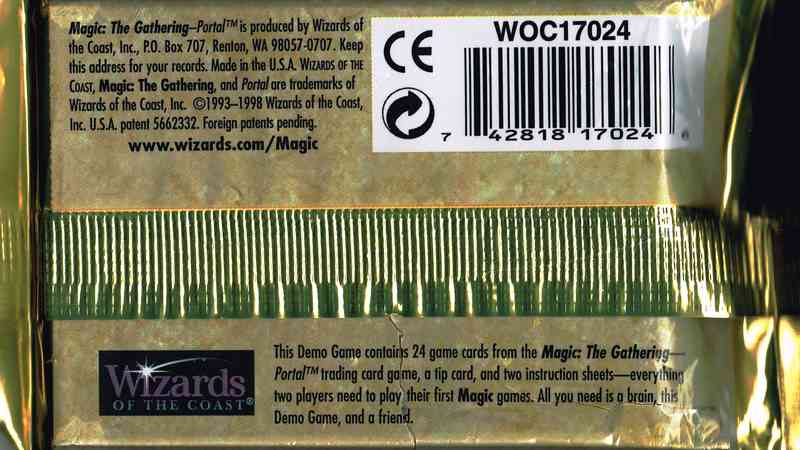 Magic: The Gathering–Portal™ is produced by Wizards of
the Coast, Inc., P.O. Box 707, Renton, WA 98057-0707. Keep
this address for your records. Made in the U.S.A. WIZARDS OF THE
COAST, Magic: The Gathering, and Portal are trademarks of
Wizards of the Coast, Inc. ©1993–1998 Wizards of the Coast,
Inc. U.S.A. patent 5662332. Foreign patents pending.
www.wizards.com/Magic
CE
WOC17024
7 42818 17024 6
Wizards
OF THE COAST®
This Demo Game contains 24 game cards from the Magic: The Gathering—
Portal™ trading card game, a tip card, and two instruction sheets—everything
two players need to play their first Magic games. All you need is a brain, this
Demo Game, and a friend.